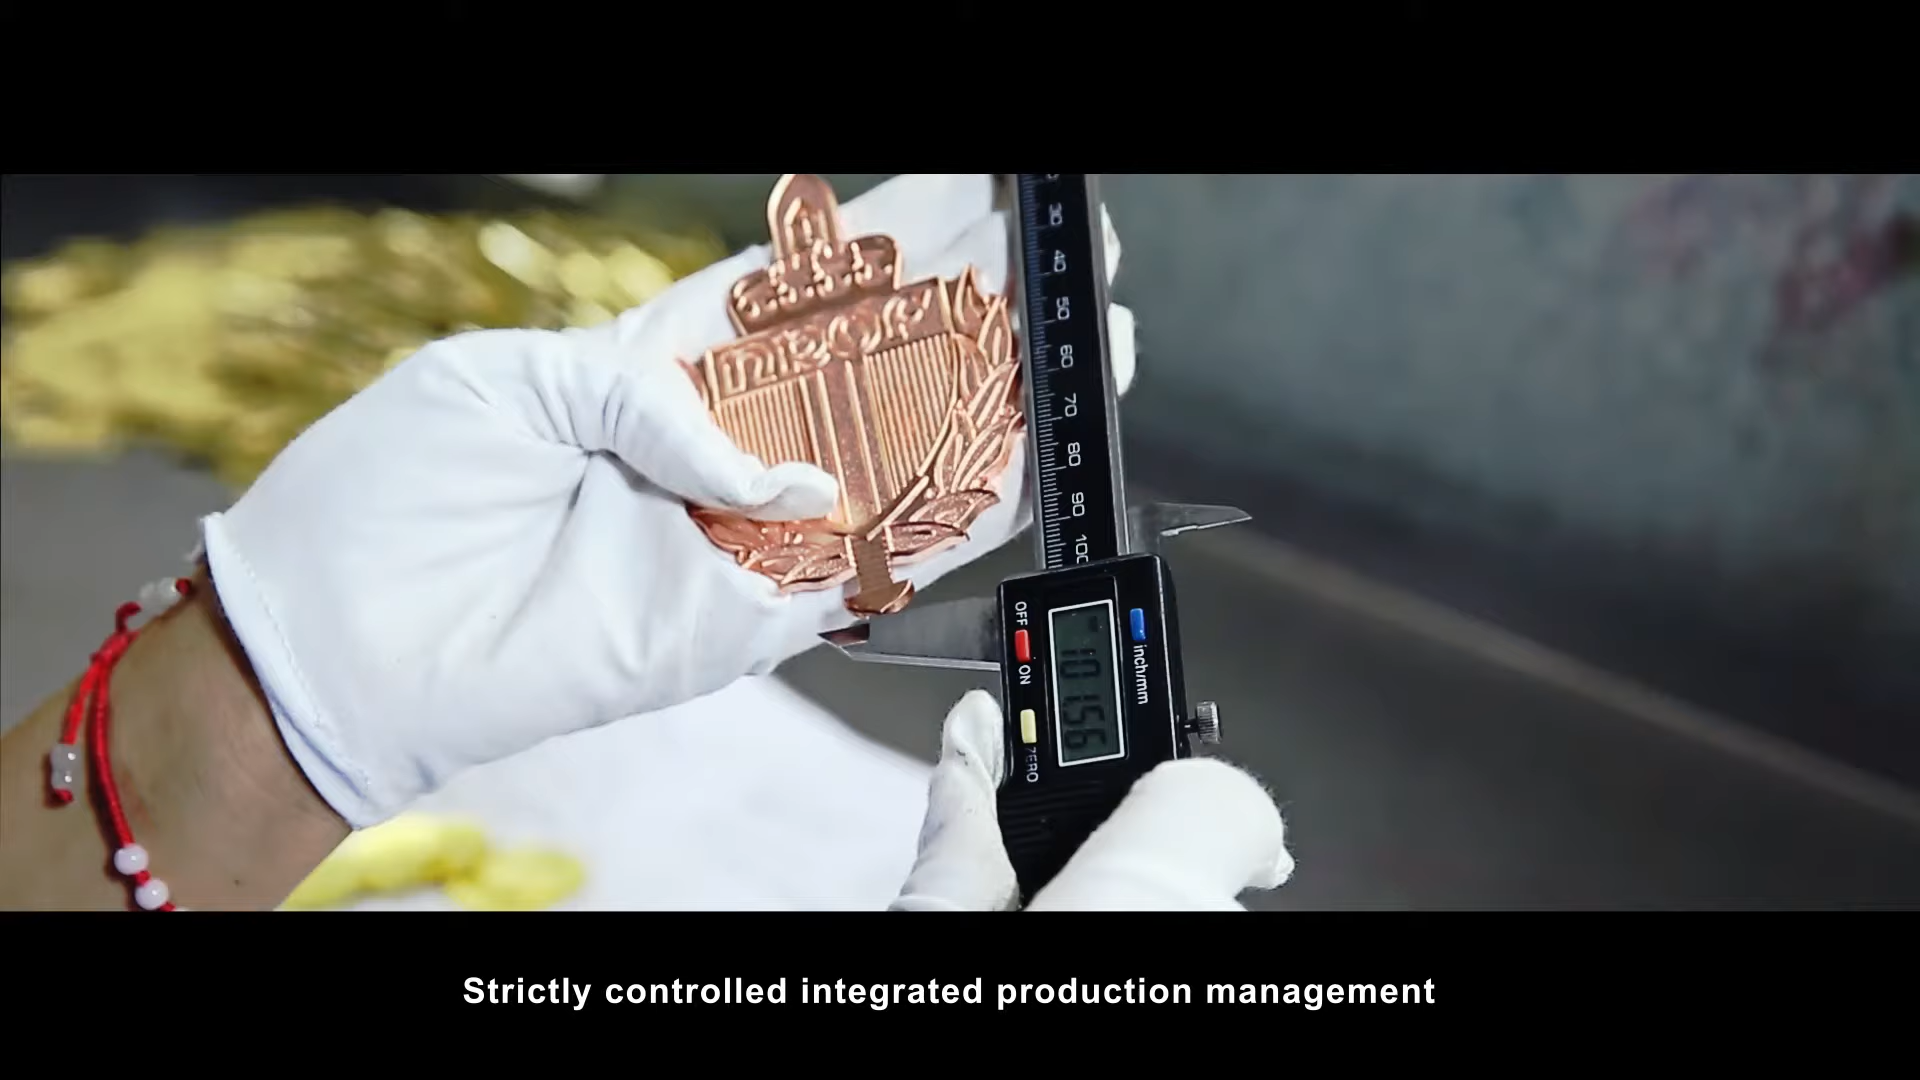 30
40
50
60
70
80
90
100
OFF
ON
ZERO
inch/mm
101.56
Strictly controlled integrated production management